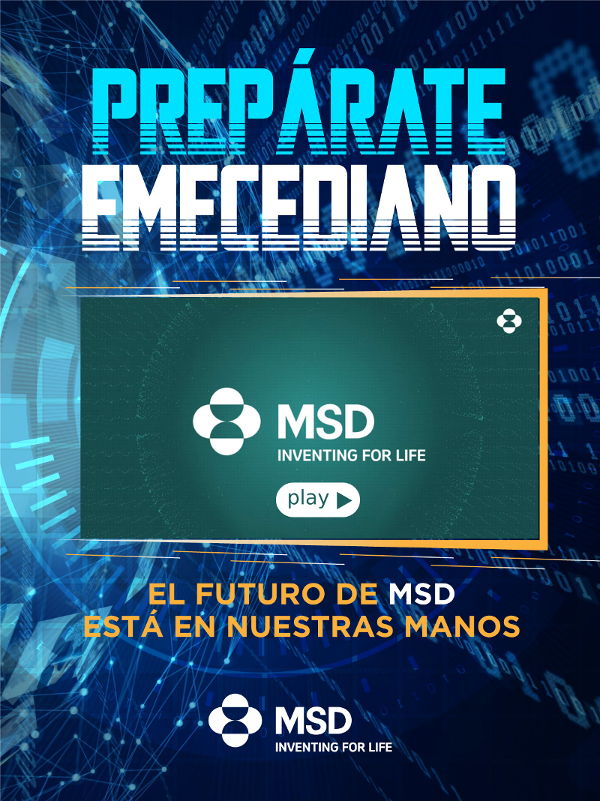 PREPÁRATE
EMECEDIANO
MSD
INVENTING FOR LIFE
play
EL FUTURO DE MSD
ESTÁ EN NUESTRAS MANOS
MSD
INVENTING FOR LIFE